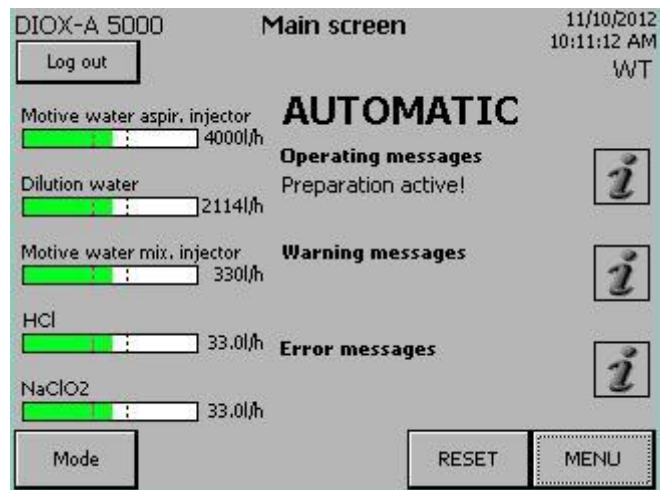 DIOX-A 5000
Main screen
11/10/2012
10:11:12 AM
Log out
WT
AUTOMATIC
Motive water aspir. injector
4000l/h
Dilution water
2114l/h
Motive water mix. injector
330l/h
HCl
33.0l/h
NaClO2
33.0l/h
Operating messages
Preparation active!
i
Warning messages
i
Error messages
i
Mode
RESET
MENU